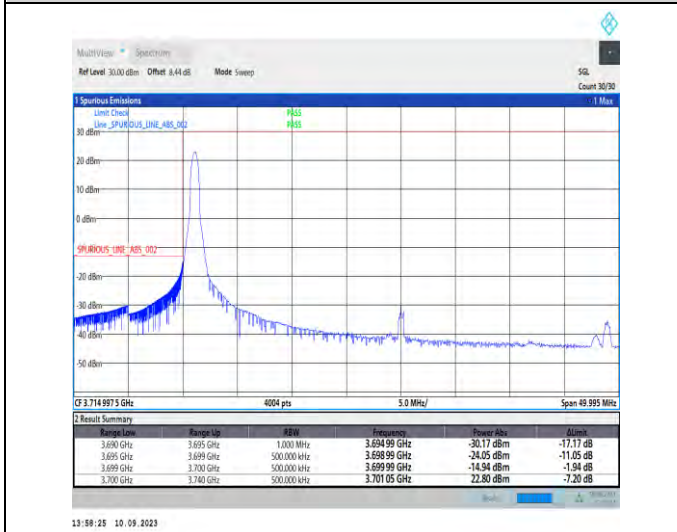 MultiView Spectrum
Ref Level 30.00 dBm Offset 8.44 dB Mode Sweep SGL
Count 30/30
1 Spurious Emissions 1 Max
Limit Check PASS
Line _SPURIOUS_LINE_ABS_002 PASS
30 dBm
20 dBm
10 dBm
0 dBm
SPURIOUS_LINE_ABS_002
-20 dBm
-30 dBm
-40 dBm
-50 dBm
CF 3.714 997 5 GHz 4004 pts 5.0 MHz/ Span 49.995 MHz
2 Result Summary
Range Low Range Up RBW Frequency Power Abs ΔLimit
3.690 GHz 3.695 GHz 1.000 MHz 3.694 99 GHz -30.17 dBm -17.17 dB
3.695 GHz 3.699 GHz 500.000 kHz 3.698 99 GHz -24.05 dBm -11.05 dB
3.699 GHz 3.700 GHz 500.000 kHz 3.699 99 GHz -14.94 dBm -1.94 dB
3.700 GHz 3.740 GHz 500.000 kHz 3.701 05 GHz 22.80 dBm -7.20 dB
13:58:25 10.09.2023